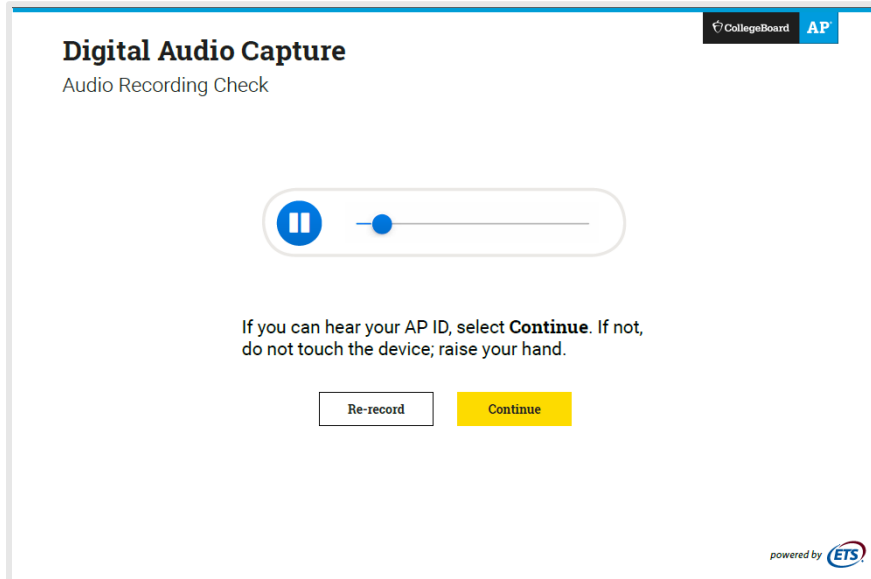 CollegeBoard AP
Digital Audio Capture
Audio Recording Check
If you can hear your AP ID, select Continue. If not,
do not touch the device; raise your hand.
Re-record Continue
powered by ETS